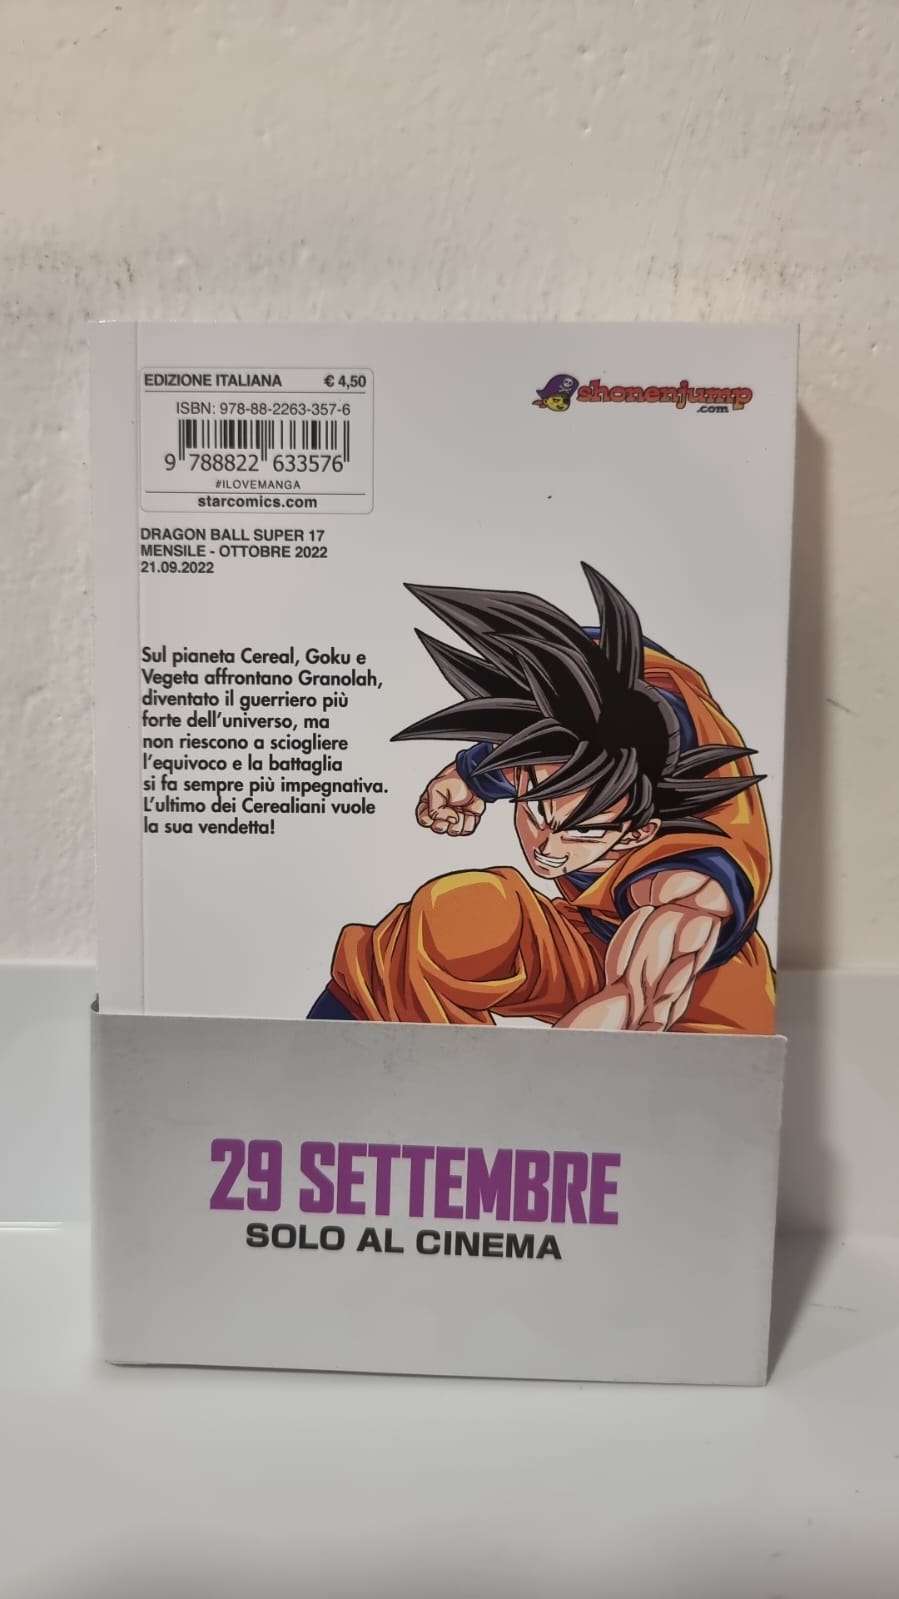 EDIZIONE ITALIANA € 4,50
ISBN: 978-88-2263-357-6
9 788822 633576
#ILOVEMANGA
starcomics.com
shonenjump
.com
DRAGON BALL SUPER 17
MENSILE - OTTOBRE 2022
21.09.2022
Sul pianeta Cereal, Goku e
Vegeta affrontano Granolah,
diventato il guerriero più
forte dell'universo, ma
non riescono a sciogliere
l'equivoco e la battaglia
si fa sempre più impegnativa.
L'ultimo dei Cerealiani vuole
la sua vendetta!
29 SETTEMBRE
SOLO AL CINEMA